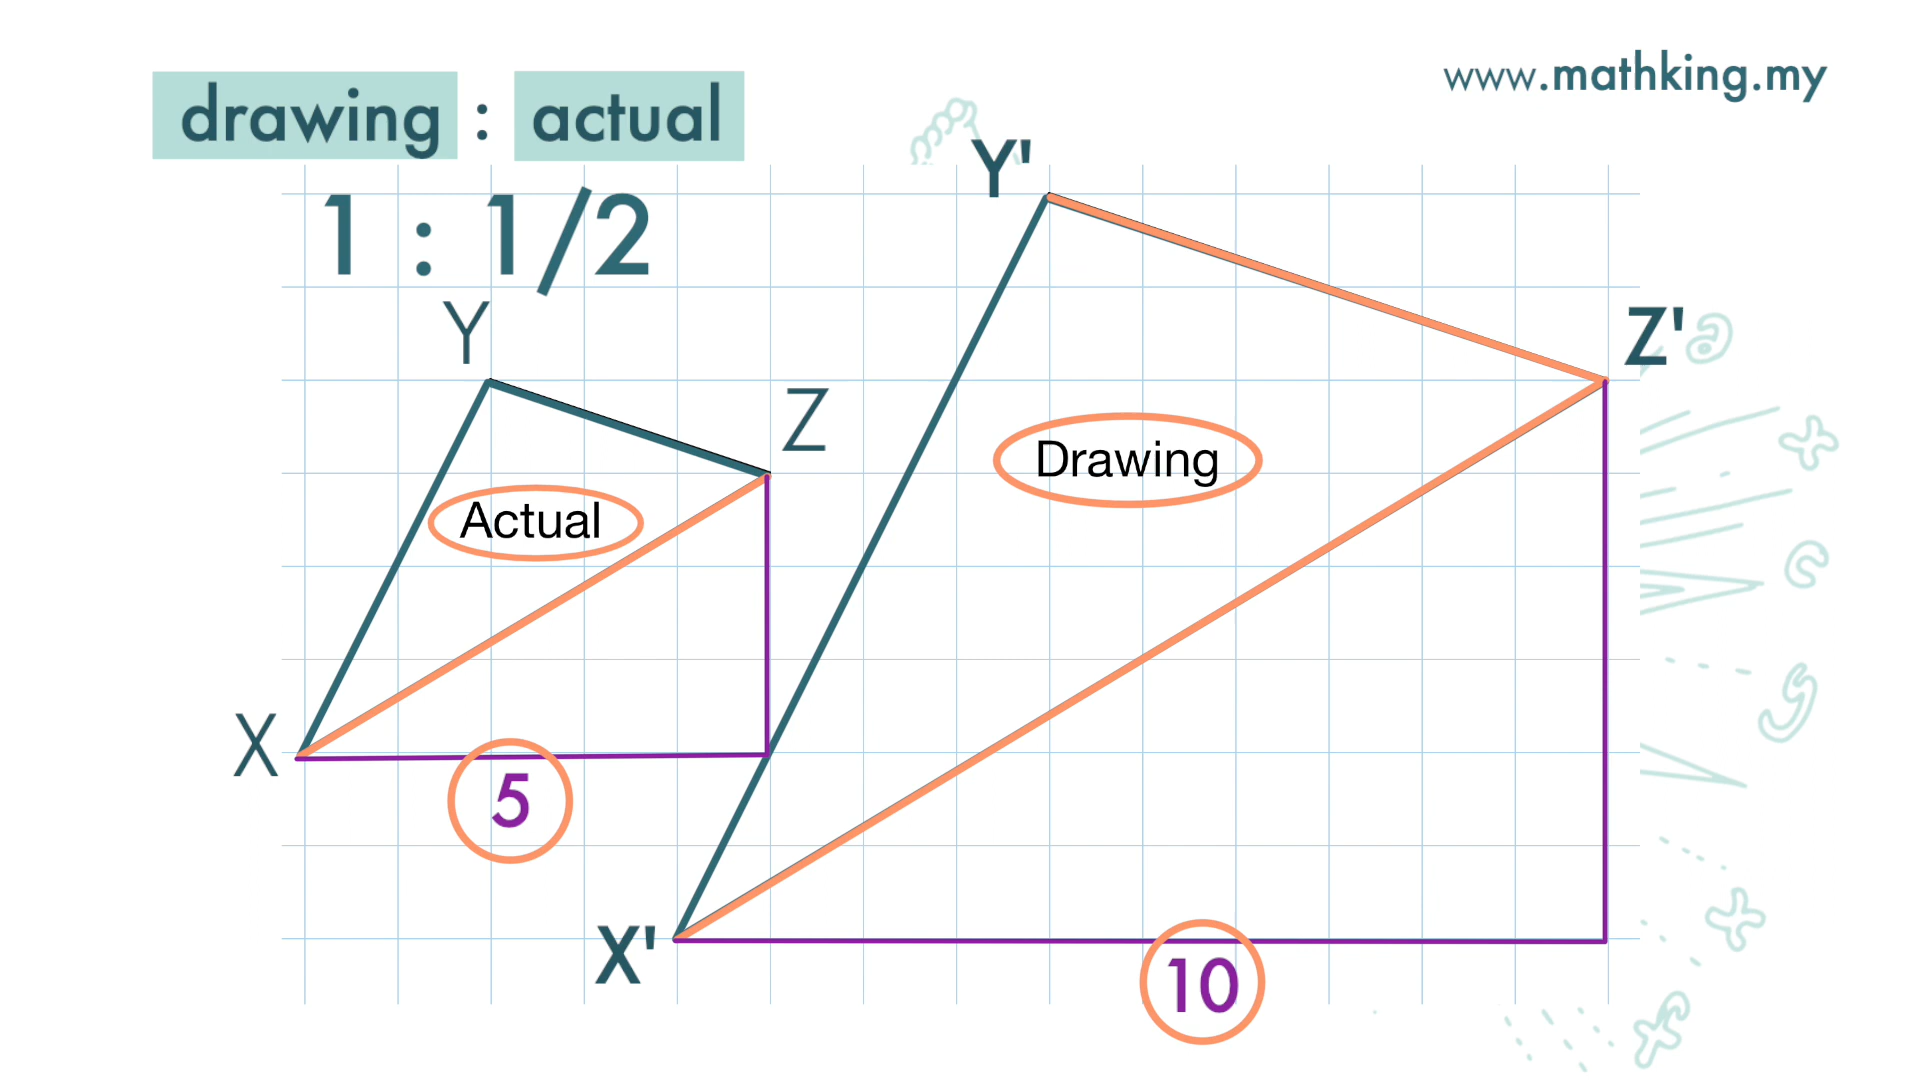 www.mathking.my
drawing : actual
1 : 1/2
Y'
Y
Z'
Z
Drawing
Actual
X
5
X'
10